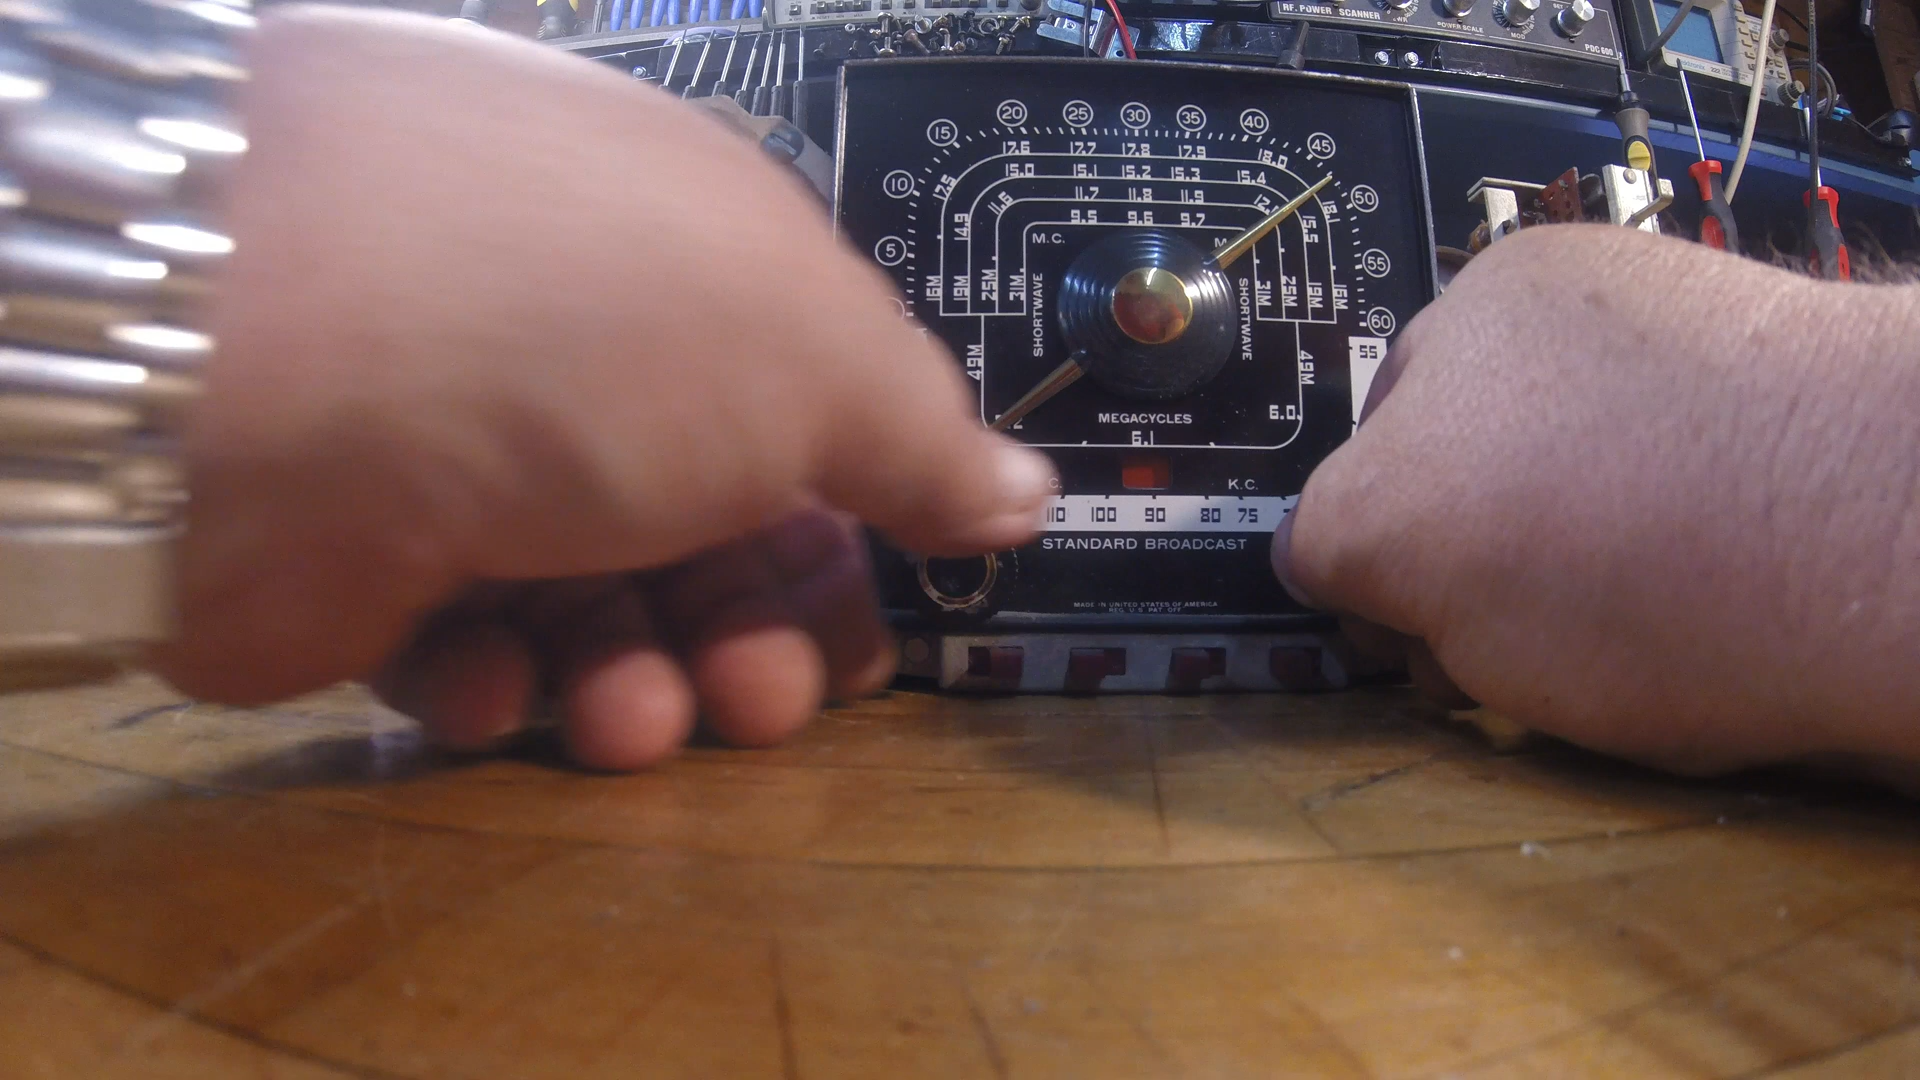 RF. POWER SCANNER
POWER SCALE
MOD
SET
PDC 600
Tektronix 222
20 25 30 35 40
15 45
10 50
5 55
60
17.5 17.6 17.7 17.8 17.9 18.0 18.1
14.9 15.0 15.1 15.2 15.3 15.4 15.5
11.6 11.7 11.8 11.9
9.5 9.6 9.7
M.C.
16M 19M 25M 31M
31M 25M 19M 16M
SHORTWAVE
SHORTWAVE
49M
49M
MEGACYCLES
6.1
6.0
55
K.C.
110 100 90 80 75
STANDARD BROADCAST
MADE IN UNITED STATES OF AMERICA
REG. U.S. PAT. OFF.